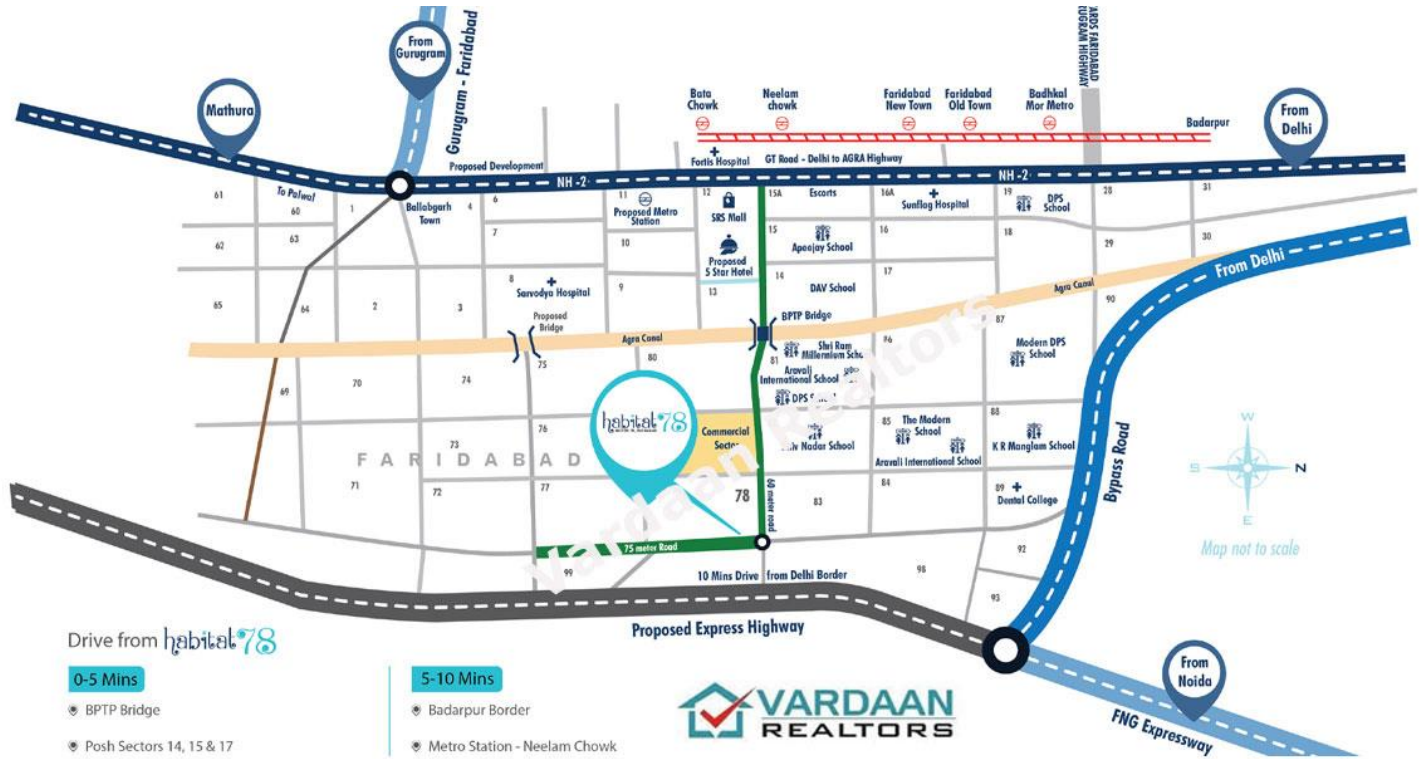 From
Gurugram
Gurugram - Faridabad
Mathura
ARDS FARIDABAD
RUGRAM HIGHWAY
Bata
Chowk
Neelam
chowk
Faridabad
New Town
Faridabad
Old Town
Badhkal
Mor Metro
Badarpur
From
Delhi
Proposed Development
Fortis Hospital
GT Road - Delhi to AGRA Highway
NH -2
NH -2
61
To Palwal
60
1
Ballabgarh
Town
4
6
11
Proposed Metro
Station
12
SRS Mall
15A
Escorts
16A
Sunflag Hospital
19
DPS
School
28
31
62
63
7
10
Proposed
5 Star Hotel
15
Apeejay School
16
18
29
30
65
64
2
3
8
Sarvodya Hospital
9
13
14
DAV School
17
Agra Canal
90
From Delhi
Proposed
Bridge
Agra Canal
BPTP Bridge
87
75
80
81
Shri Ram
Millennium Scho
86
Modern DPS
School
69
70
74
Aravali
International School
DPS School
habitat 78
Commercial
Sector
73
76
Shiv Nadar School
85
The Modern
School
Aravali International School
88
K R Manglam School
Bypass Road
FARIDABAD
71
72
77
78
60 meter road
83
84
89
Dental College
W
S
N
E
Map not to scale
75 meter Road
99
92
10 Mins Drive from Delhi Border
98
93
Proposed Express Highway
Vardaan Realtors
From
Noida
FNG Expressway
Drive from habitat 78
0-5 Mins
BPTP Bridge
Posh Sectors 14, 15 & 17
5-10 Mins
Badarpur Border
Metro Station - Neelam Chowk
VARDAAN
REALTORS